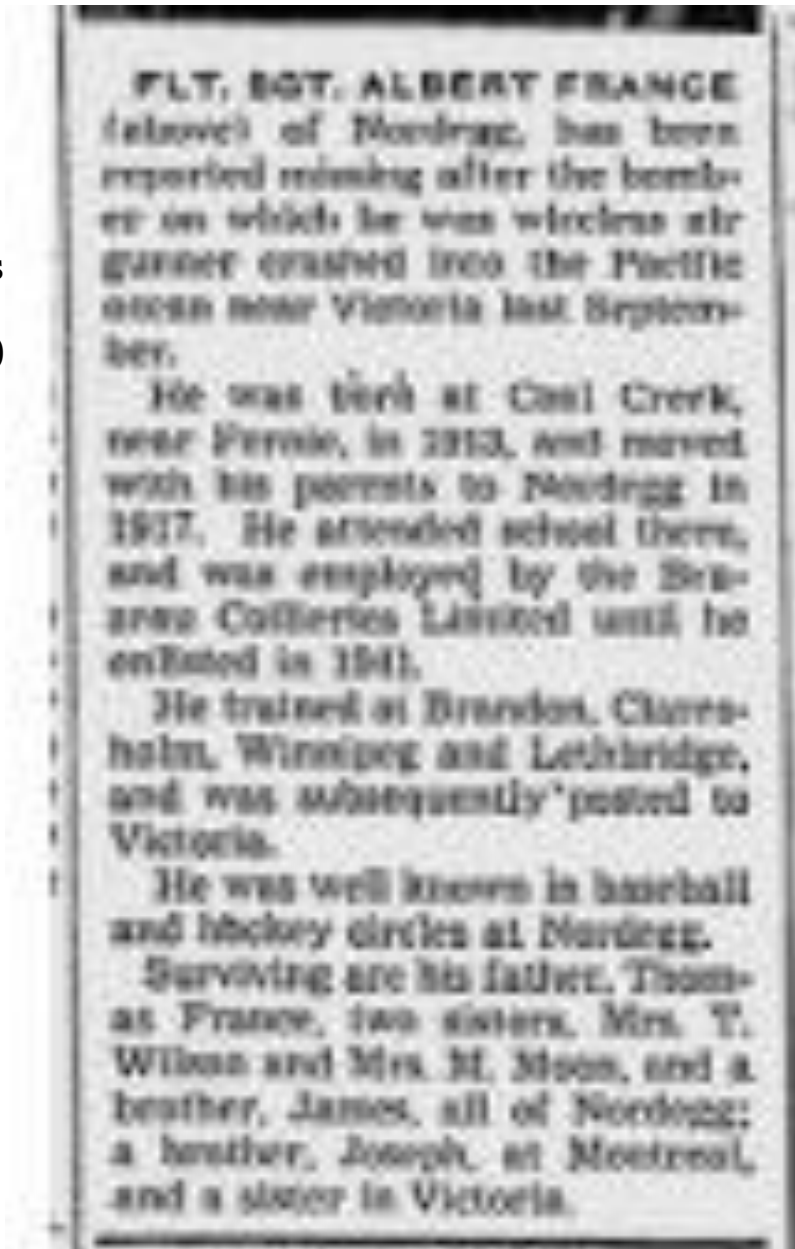 FLT. SGT. ALBERT FRANCE
(above) of Nordegg, has been
reported missing after the bomb-
er on which he was wireless air
gunner crashed into the Pacific
ocean near Victoria last Septem-
ber.
He was born at Coal Creek,
near Fernie, in 1913, and moved
with his parents to Nordegg in
1917. He attended school there,
and was employed by the Bra-
zeau Collieries Limited until he
enlisted in 1941.
He trained at Brandon, Clares-
holm, Winnipeg and Lethbridge,
and was subsequently posted to
Victoria.
He was well known in baseball
and hockey circles at Nordegg.
Surviving are his father, Thom-
as France, two sisters, Mrs. T.
Wilson and Mrs. M. Moon, and a
brother, James, all of Nordegg;
a brother, Joseph, at Montreal,
and a sister in Victoria.